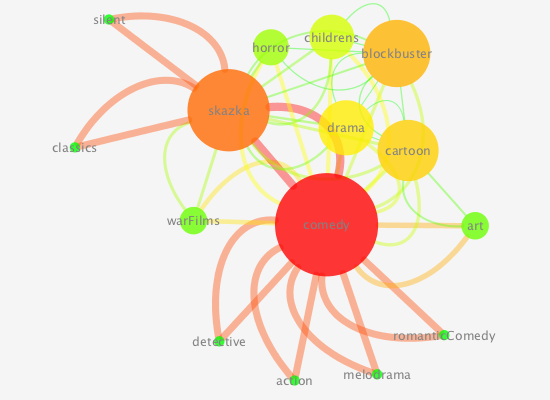 silent
horror
childrens
blockbuster
skazka
drama
classics
cartoon
warFilms
comedy
art
detective
romanticComedy
action
melodrama